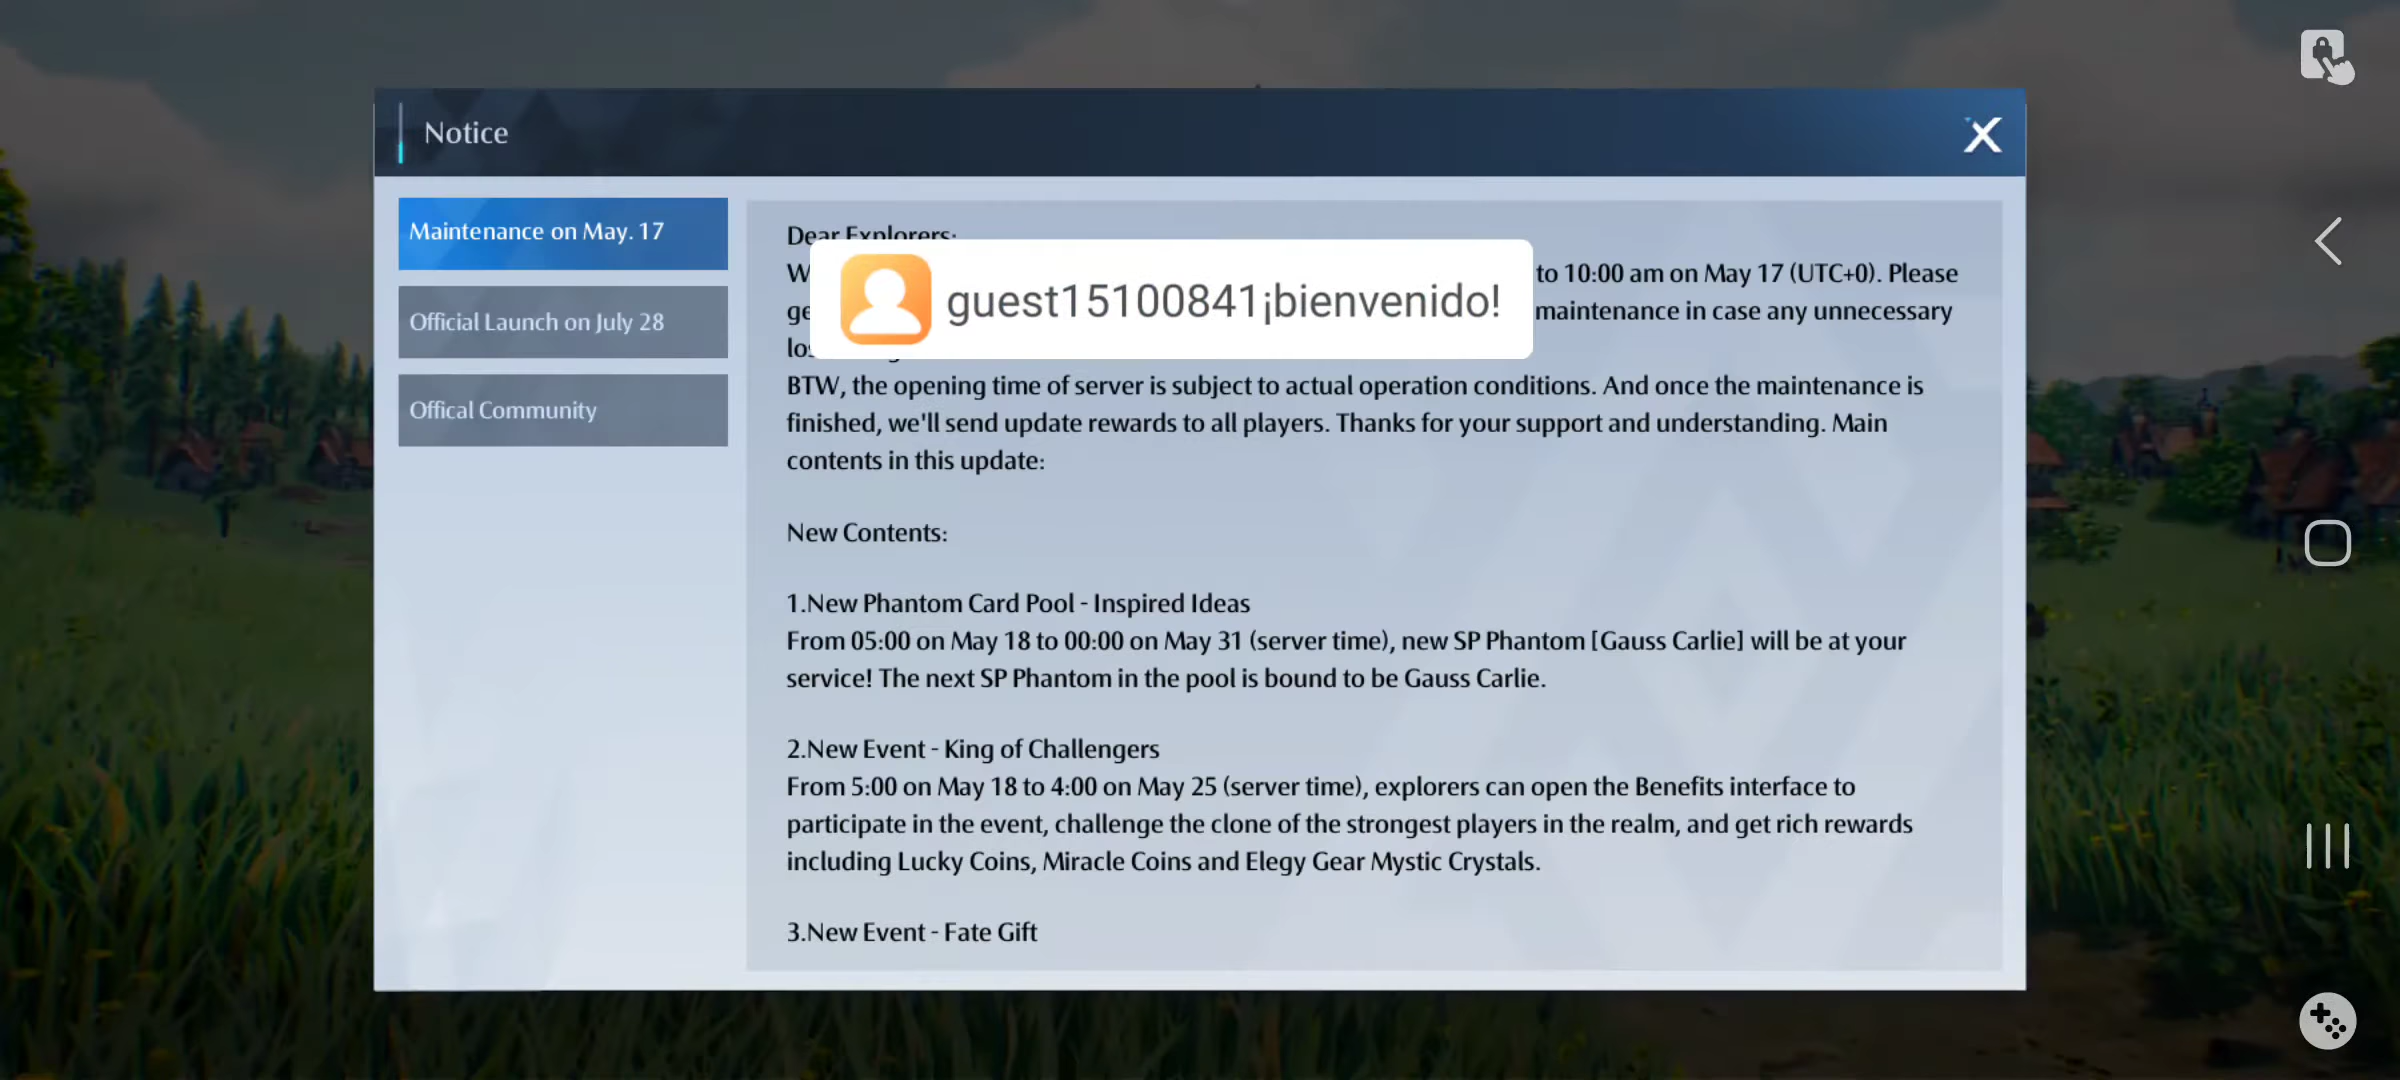 Notice
Maintenance on May. 17
Official Launch on July 28
Offical Community
Dear Explorers:
to 10:00 am on May 17 (UTC+0). Please
maintenance in case any unnecessary
guest15100841¡bienvenido!
BTW, the opening time of server is subject to actual operation conditions. And once the maintenance is
finished, we'll send update rewards to all players. Thanks for your support and understanding. Main
contents in this update:
New Contents:
1.New Phantom Card Pool - Inspired Ideas
From 05:00 on May 18 to 00:00 on May 31 (server time), new SP Phantom [Gauss Carlie] will be at your
service! The next SP Phantom in the pool is bound to be Gauss Carlie.
2.New Event - King of Challengers
From 5:00 on May 18 to 4:00 on May 25 (server time), explorers can open the Benefits interface to
participate in the event, challenge the clone of the strongest players in the realm, and get rich rewards
including Lucky Coins, Miracle Coins and Elegy Gear Mystic Crystals.
3.New Event - Fate Gift